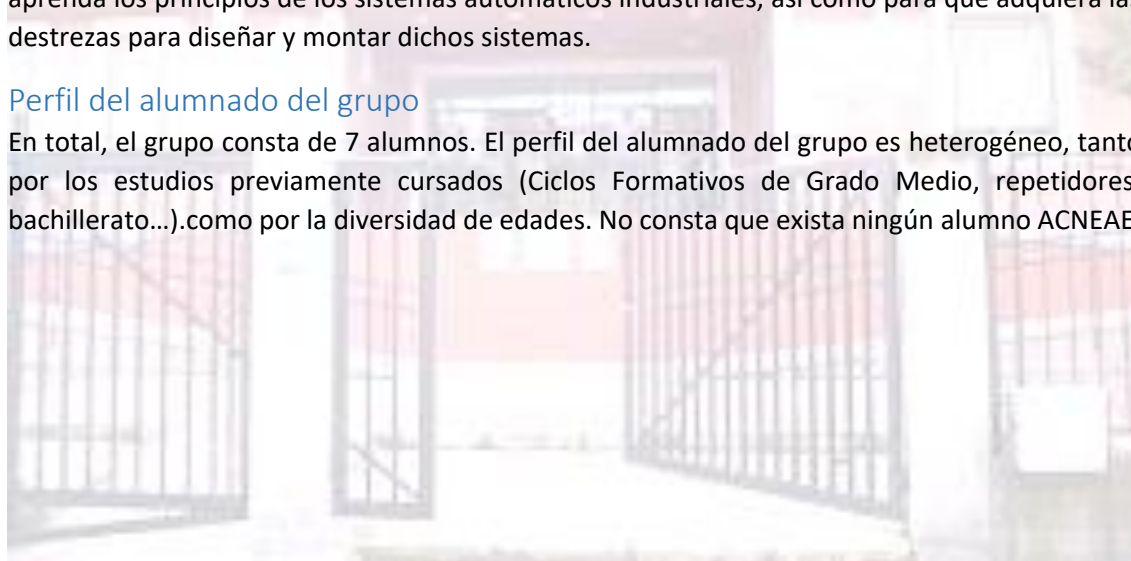 aprenda los principios de los sistemas automáticos industriales, así como para que adquiera las
destrezas para diseñar y montar dichos sistemas.
Perfil del alumnado del grupo
En total, el grupo consta de 7 alumnos. El perfil del alumnado del grupo es heterogéneo, tanto
por los estudios previamente cursados (Ciclos Formativos de Grado Medio, repetidores
bachillerato…).como por la diversidad de edades. No consta que exista ningún alumno ACNEAE